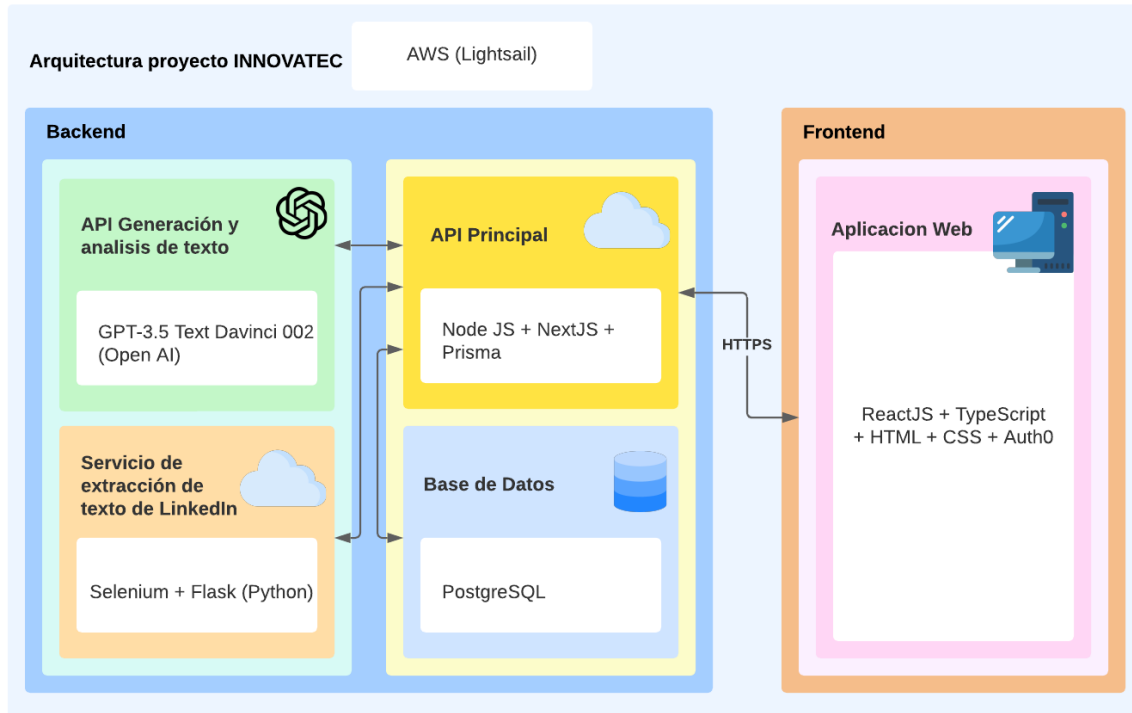 Arquitectura proyecto INNOVATEC
AWS (Lightsail)
Backend
API Generación y
analisis de texto
GPT-3.5 Text Davinci 002
(Open AI)
Servicio de
extracción de
texto de LinkedIn
Selenium + Flask (Python)
API Principal
Node JS + NextJS +
Prisma
Base de Datos
PostgreSQL
HTTPS
Frontend
Aplicacion Web
ReactJS + TypeScript
+ HTML + CSS + Auth0